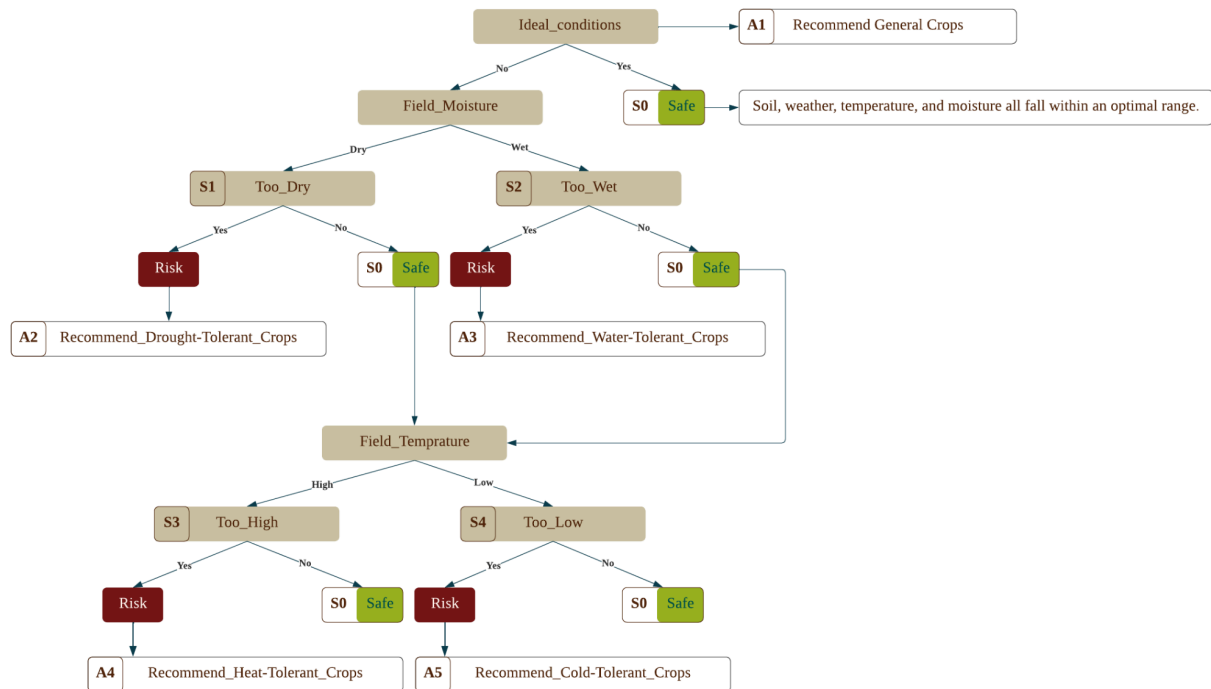 Ideal_conditions
A1 Recommend General Crops
No
Yes
Field_Moisture
S0 Safe
Soil, weather, temperature, and moisture all fall within an optimal range.
Dry
Wet
S1 Too_Dry
S2 Too_Wet
Yes
No
Yes
No
Risk
S0 Safe
Risk
S0 Safe
A2 Recommend_Drought-Tolerant_Crops
A3 Recommend_Water-Tolerant_Crops
Field_Temprature
High
Low
S3 Too_High
S4 Too_Low
Yes
No
Yes
No
Risk
S0 Safe
Risk
S0 Safe
A4 Recommend_Heat-Tolerant_Crops
A5 Recommend_Cold-Tolerant_Crops